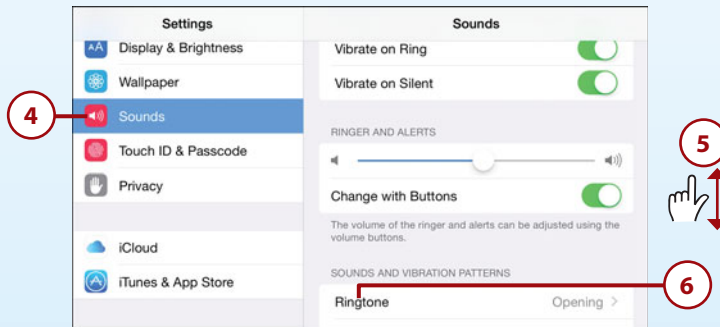 Settings
Display & Brightness
Wallpaper
Sounds
Touch ID & Passcode
Privacy
iCloud
iTunes & App Store
Sounds
Vibrate on Ring
Vibrate on Silent
RINGER AND ALERTS
Change with Buttons
The volume of the ringer and alerts can be adjusted using the
volume buttons.
SOUNDS AND VIBRATION PATTERNS
Ringtone Opening >
4
5
6